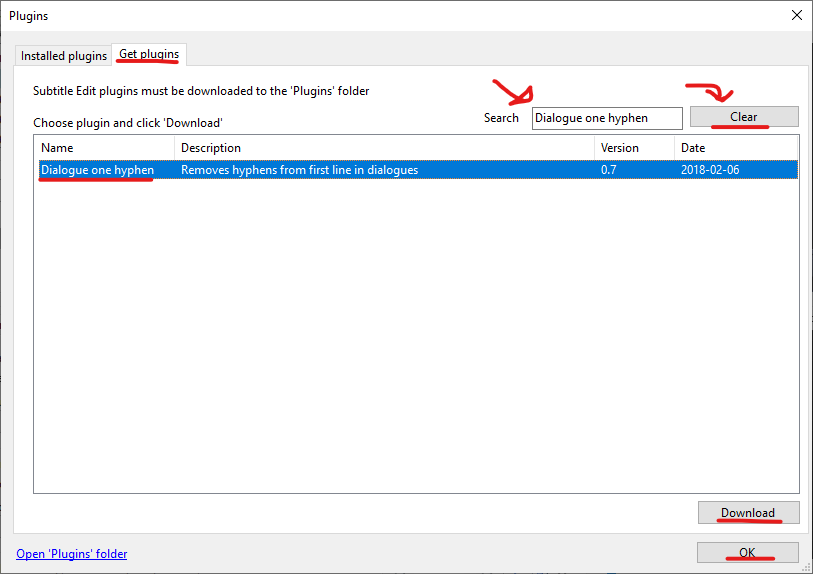 Plugins
Installed plugins Get plugins
Subtitle Edit plugins must be downloaded to the 'Plugins' folder
Search Dialogue one hyphen Clear
Choose plugin and click 'Download'
Name Description Version Date
Dialogue one hyphen Removes hyphens from first line in dialogues 0.7 2018-02-06
Download
Open 'Plugins' folder OK